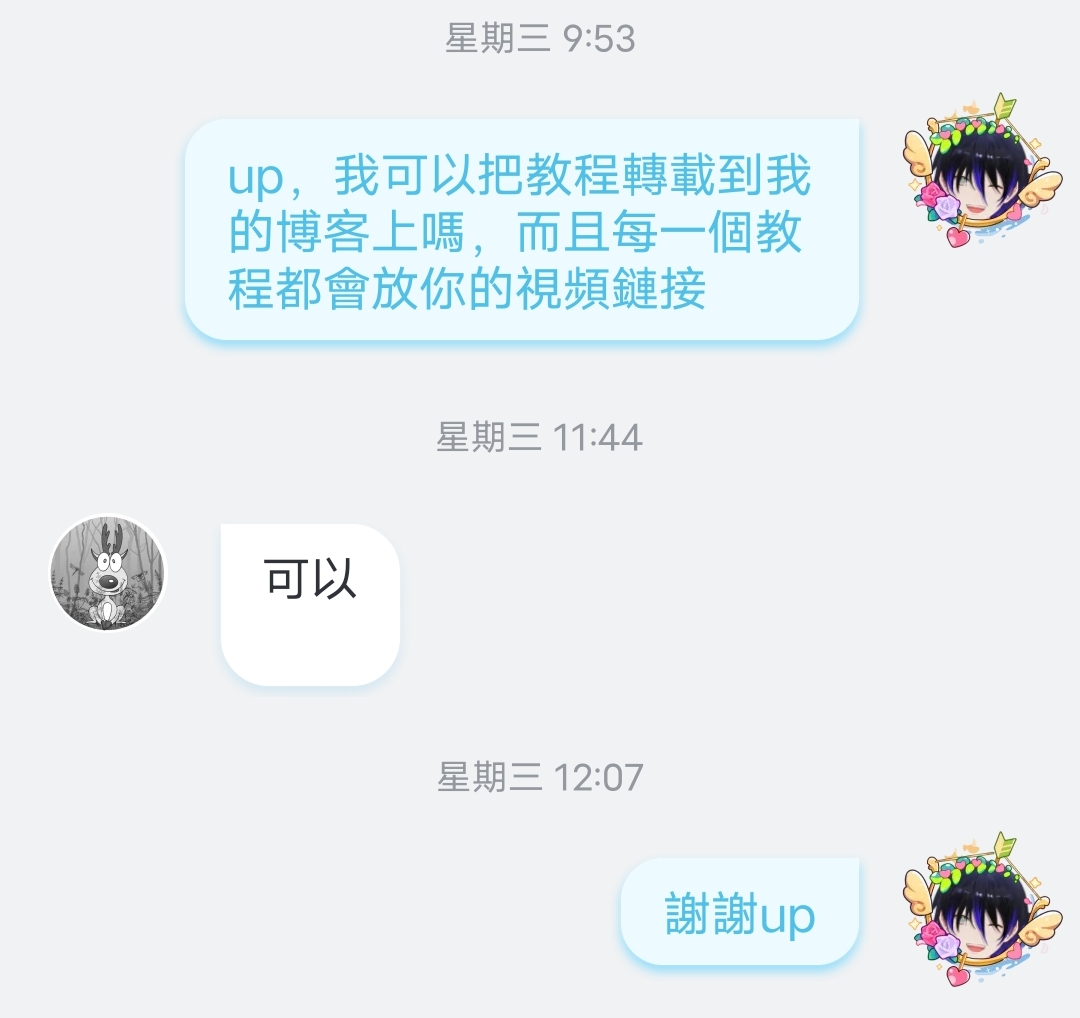 星期三 9:53
up，我可以把教程轉載到我
的博客上嗎，而且每一個教
程都會放你的視頻鏈接
星期三 11:44
可以
星期三 12:07
謝謝up